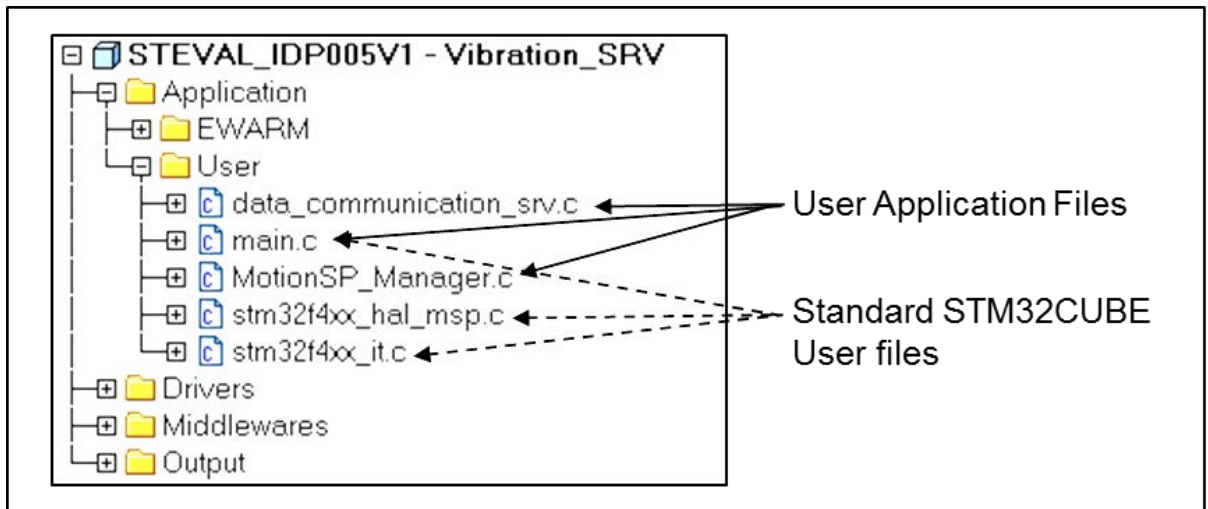 STEVAL_IDP005V1 - Vibration_SRV
Application
EWARM
User
data_communication_srv.c
main.c
MotionSP_Manager.c
stm32f4xx_hal_msp.c
stm32f4xx_it.c
Drivers
Middlewares
Output
User Application Files
Standard STM32CUBE
User files